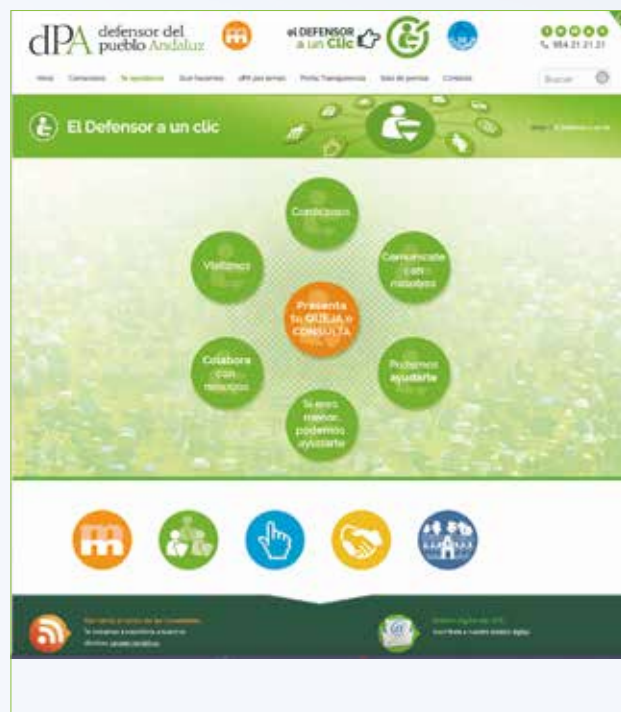 dPA defensor del
pueblo Andaluz
m
el DEFENSOR
a un Clic
954 21 21 21
Inicio Conócenos Te ayudamos Qué hacemos dPA por temas Portal Transparencia Sala de prensa Contacta
Buscar
El Defensor a un clic
Conócenos
Visítanos
Comunícate
con
nosotros
Presenta
tu QUEJA o
CONSULTA
Colabora
con
nosotros
Podemos
ayudarte
Si eres
menor,
podemos
ayudarte
m